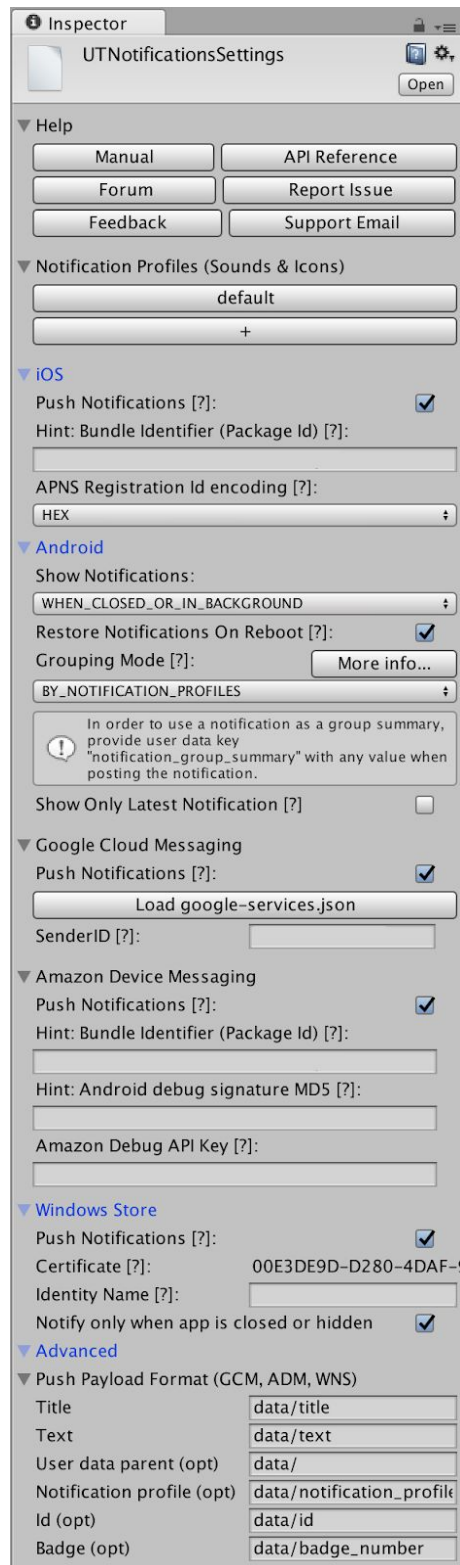 Inspector
UTNotificationsSettings
Open
Help
Manual API Reference
Forum Report Issue
Feedback Support Email
Notification Profiles (Sounds & Icons)
default
+
iOS
Push Notifications [?]:
Hint: Bundle Identifier (Package Id) [?]:
APNS Registration Id encoding [?]:
HEX
Android
Show Notifications:
WHEN_CLOSED_OR_IN_BACKGROUND
Restore Notifications On Reboot [?]:
Grouping Mode [?]: More info...
BY_NOTIFICATION_PROFILES
In order to use a notification as a group summary,
provide user data key
"notification_group_summary" with any value when
posting the notification.
Show Only Latest Notification [?]
Google Cloud Messaging
Push Notifications [?]:
Load google-services.json
SenderID [?]:
Amazon Device Messaging
Push Notifications [?]:
Hint: Bundle Identifier (Package Id) [?]:
Hint: Android debug signature MD5 [?]:
Amazon Debug API Key [?]:
Windows Store
Push Notifications [?]:
Certificate [?]: 00E3DE9D-D280-4DAF-9
Identity Name [?]:
Notify only when app is closed or hidden
Advanced
Push Payload Format (GCM, ADM, WNS)
Title data/title
Text data/text
User data parent (opt) data/
Notification profile (opt) data/notification_profile
Id (opt) data/id
Badge (opt) data/badge_number